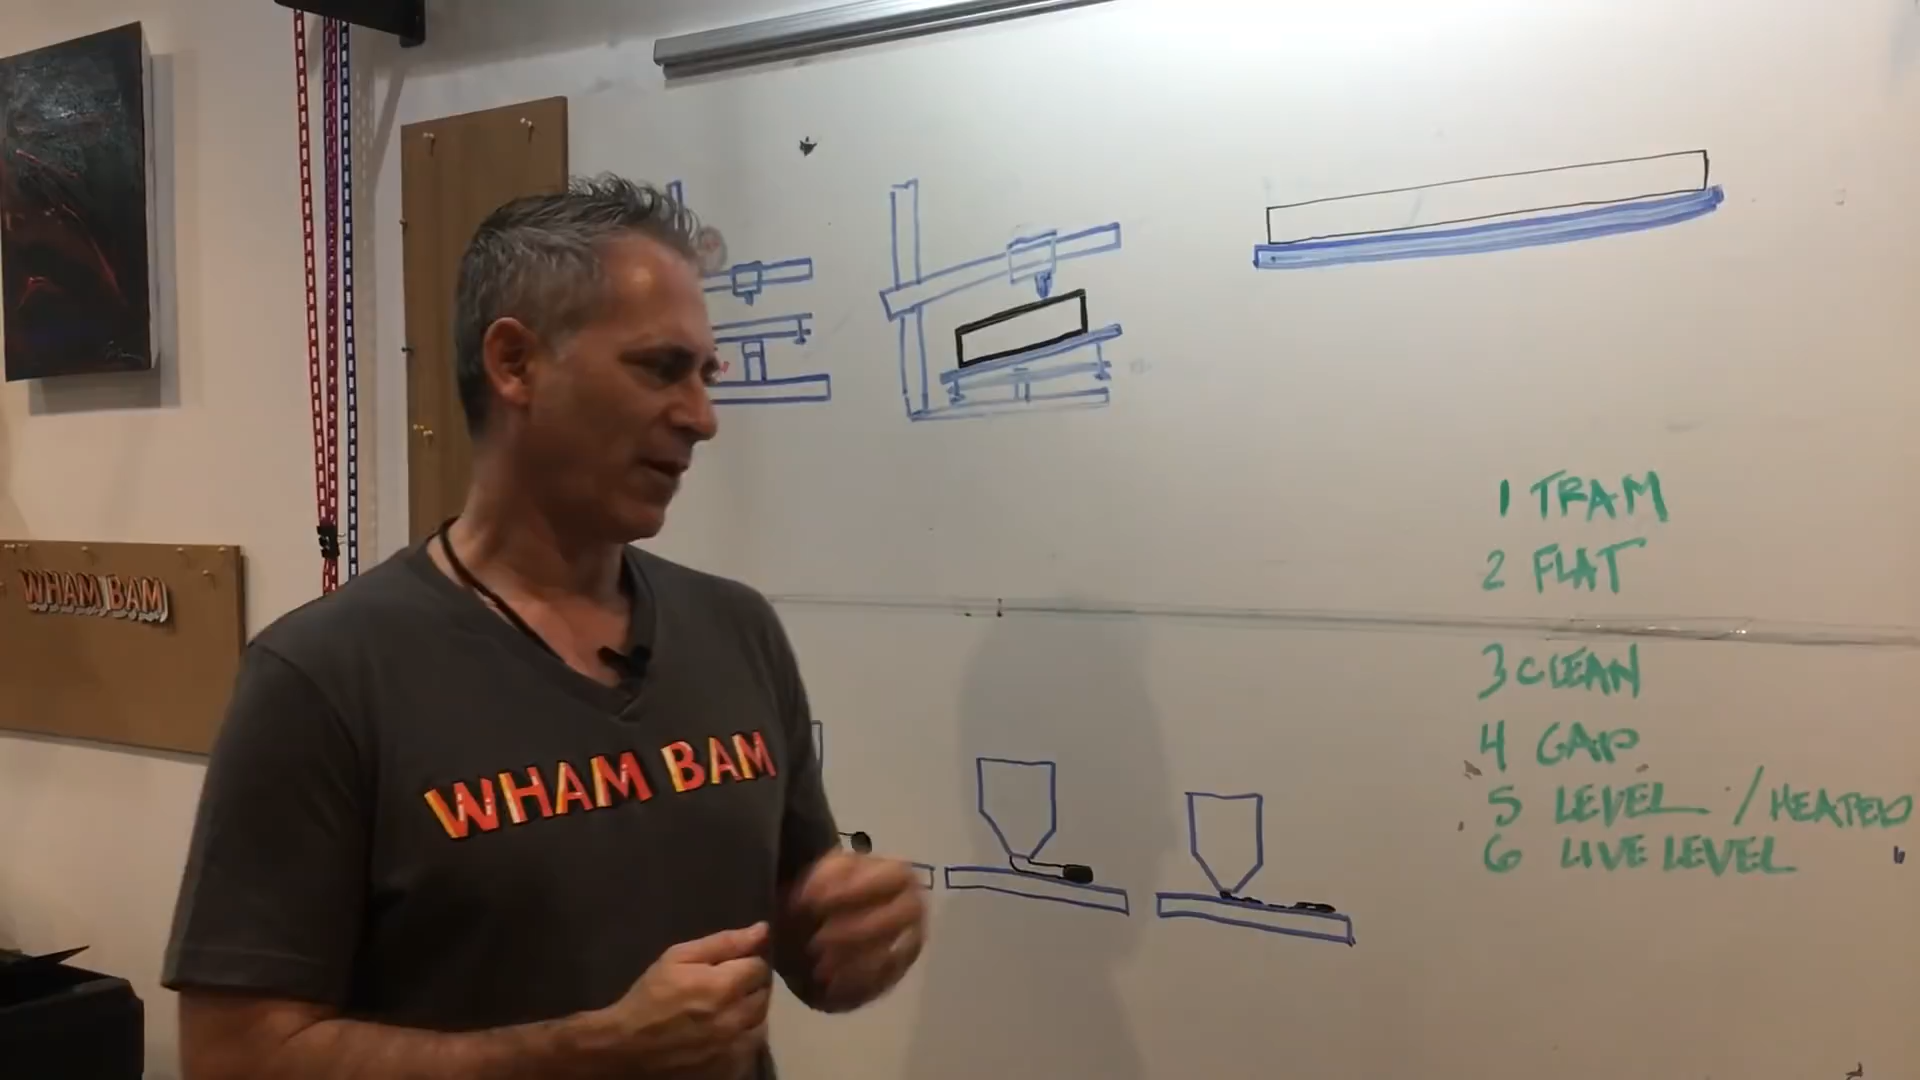 WHAM BAM
WHAM BAM
1 TRAM
2 FLAT
3 CLEAN
4 GAP
5 LEVEL / HEATED
6 LIVE LEVEL